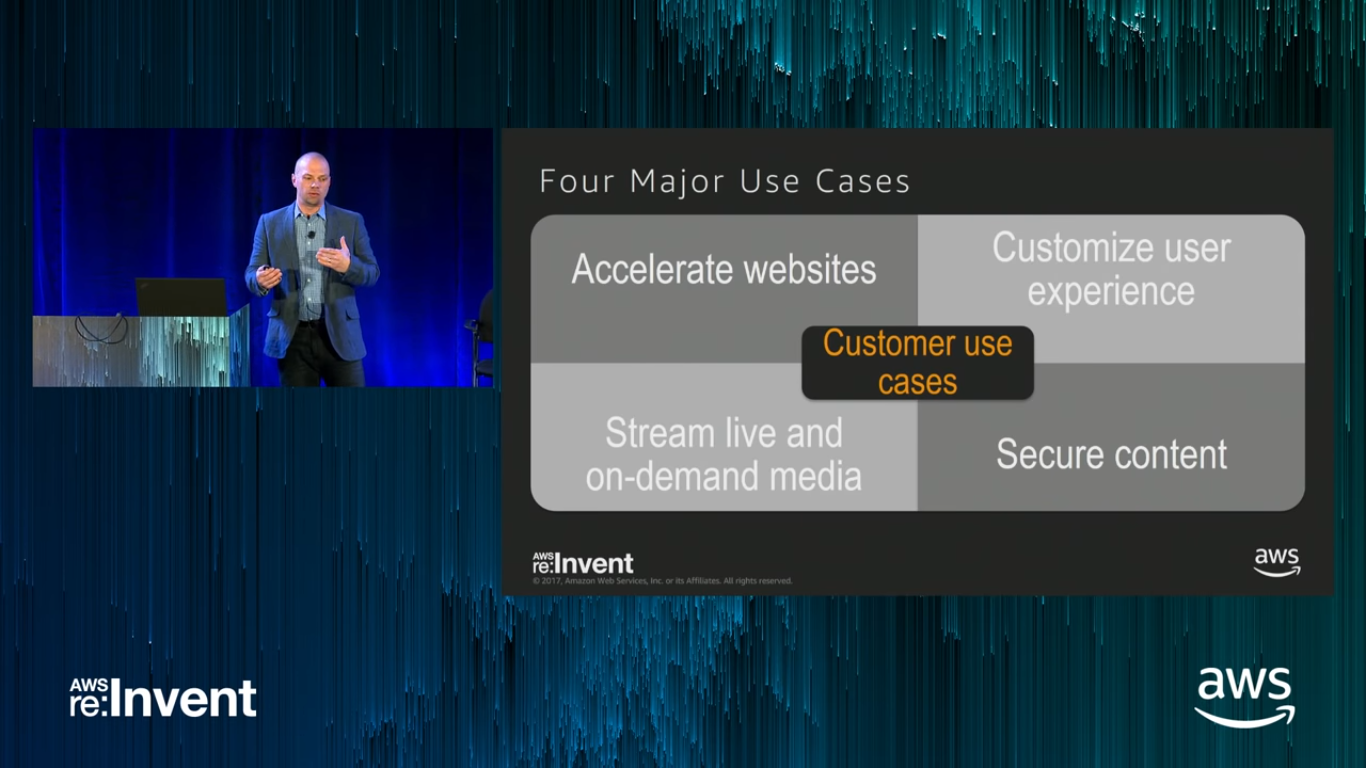 Four Major Use Cases
Accelerate websites
Customize user
experience
Customer use
cases
Stream live and
on-demand media
Secure content
AWS
re:Invent
© 2017, Amazon Web Services, Inc. or its Affiliates. All rights reserved.
aws
AWS
re:Invent
aws